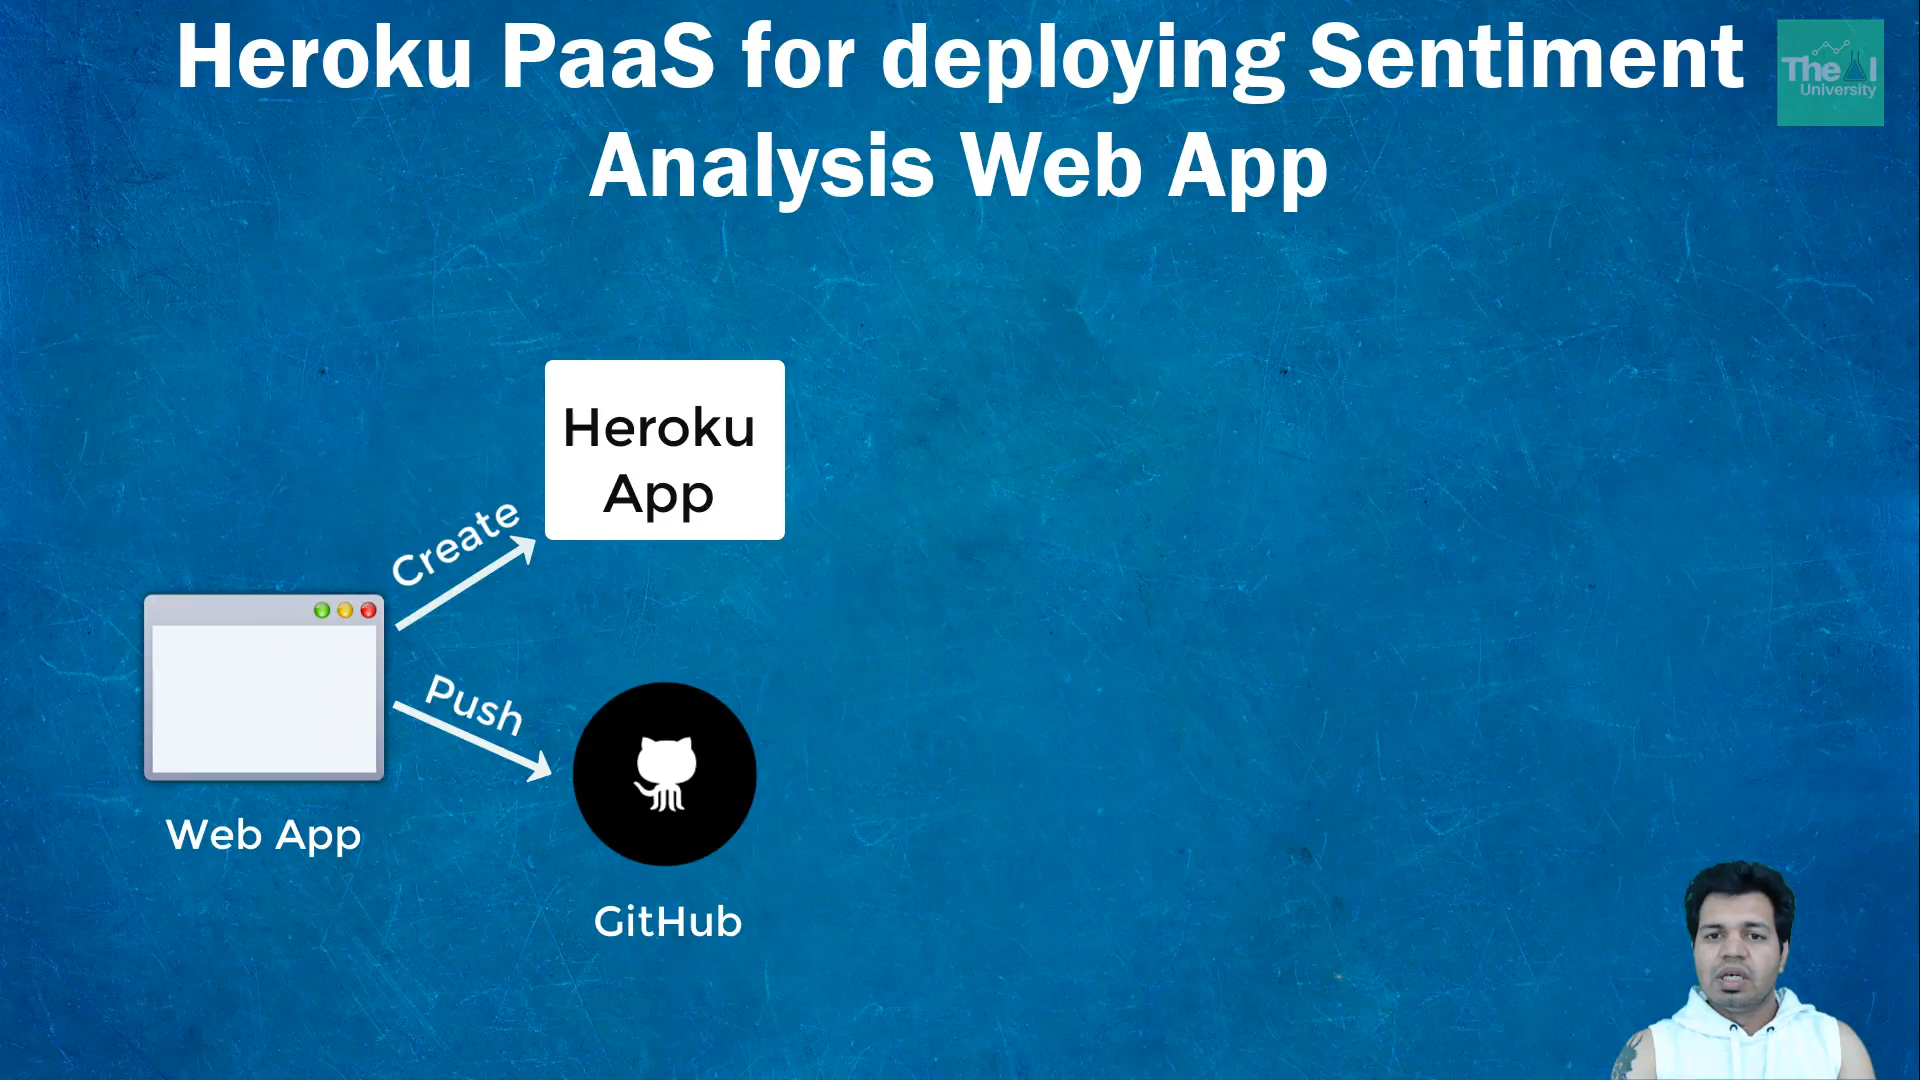 Heroku PaaS for deploying Sentiment
Analysis Web App
The AI
University
Heroku
App
Create
Push
Web App
GitHub